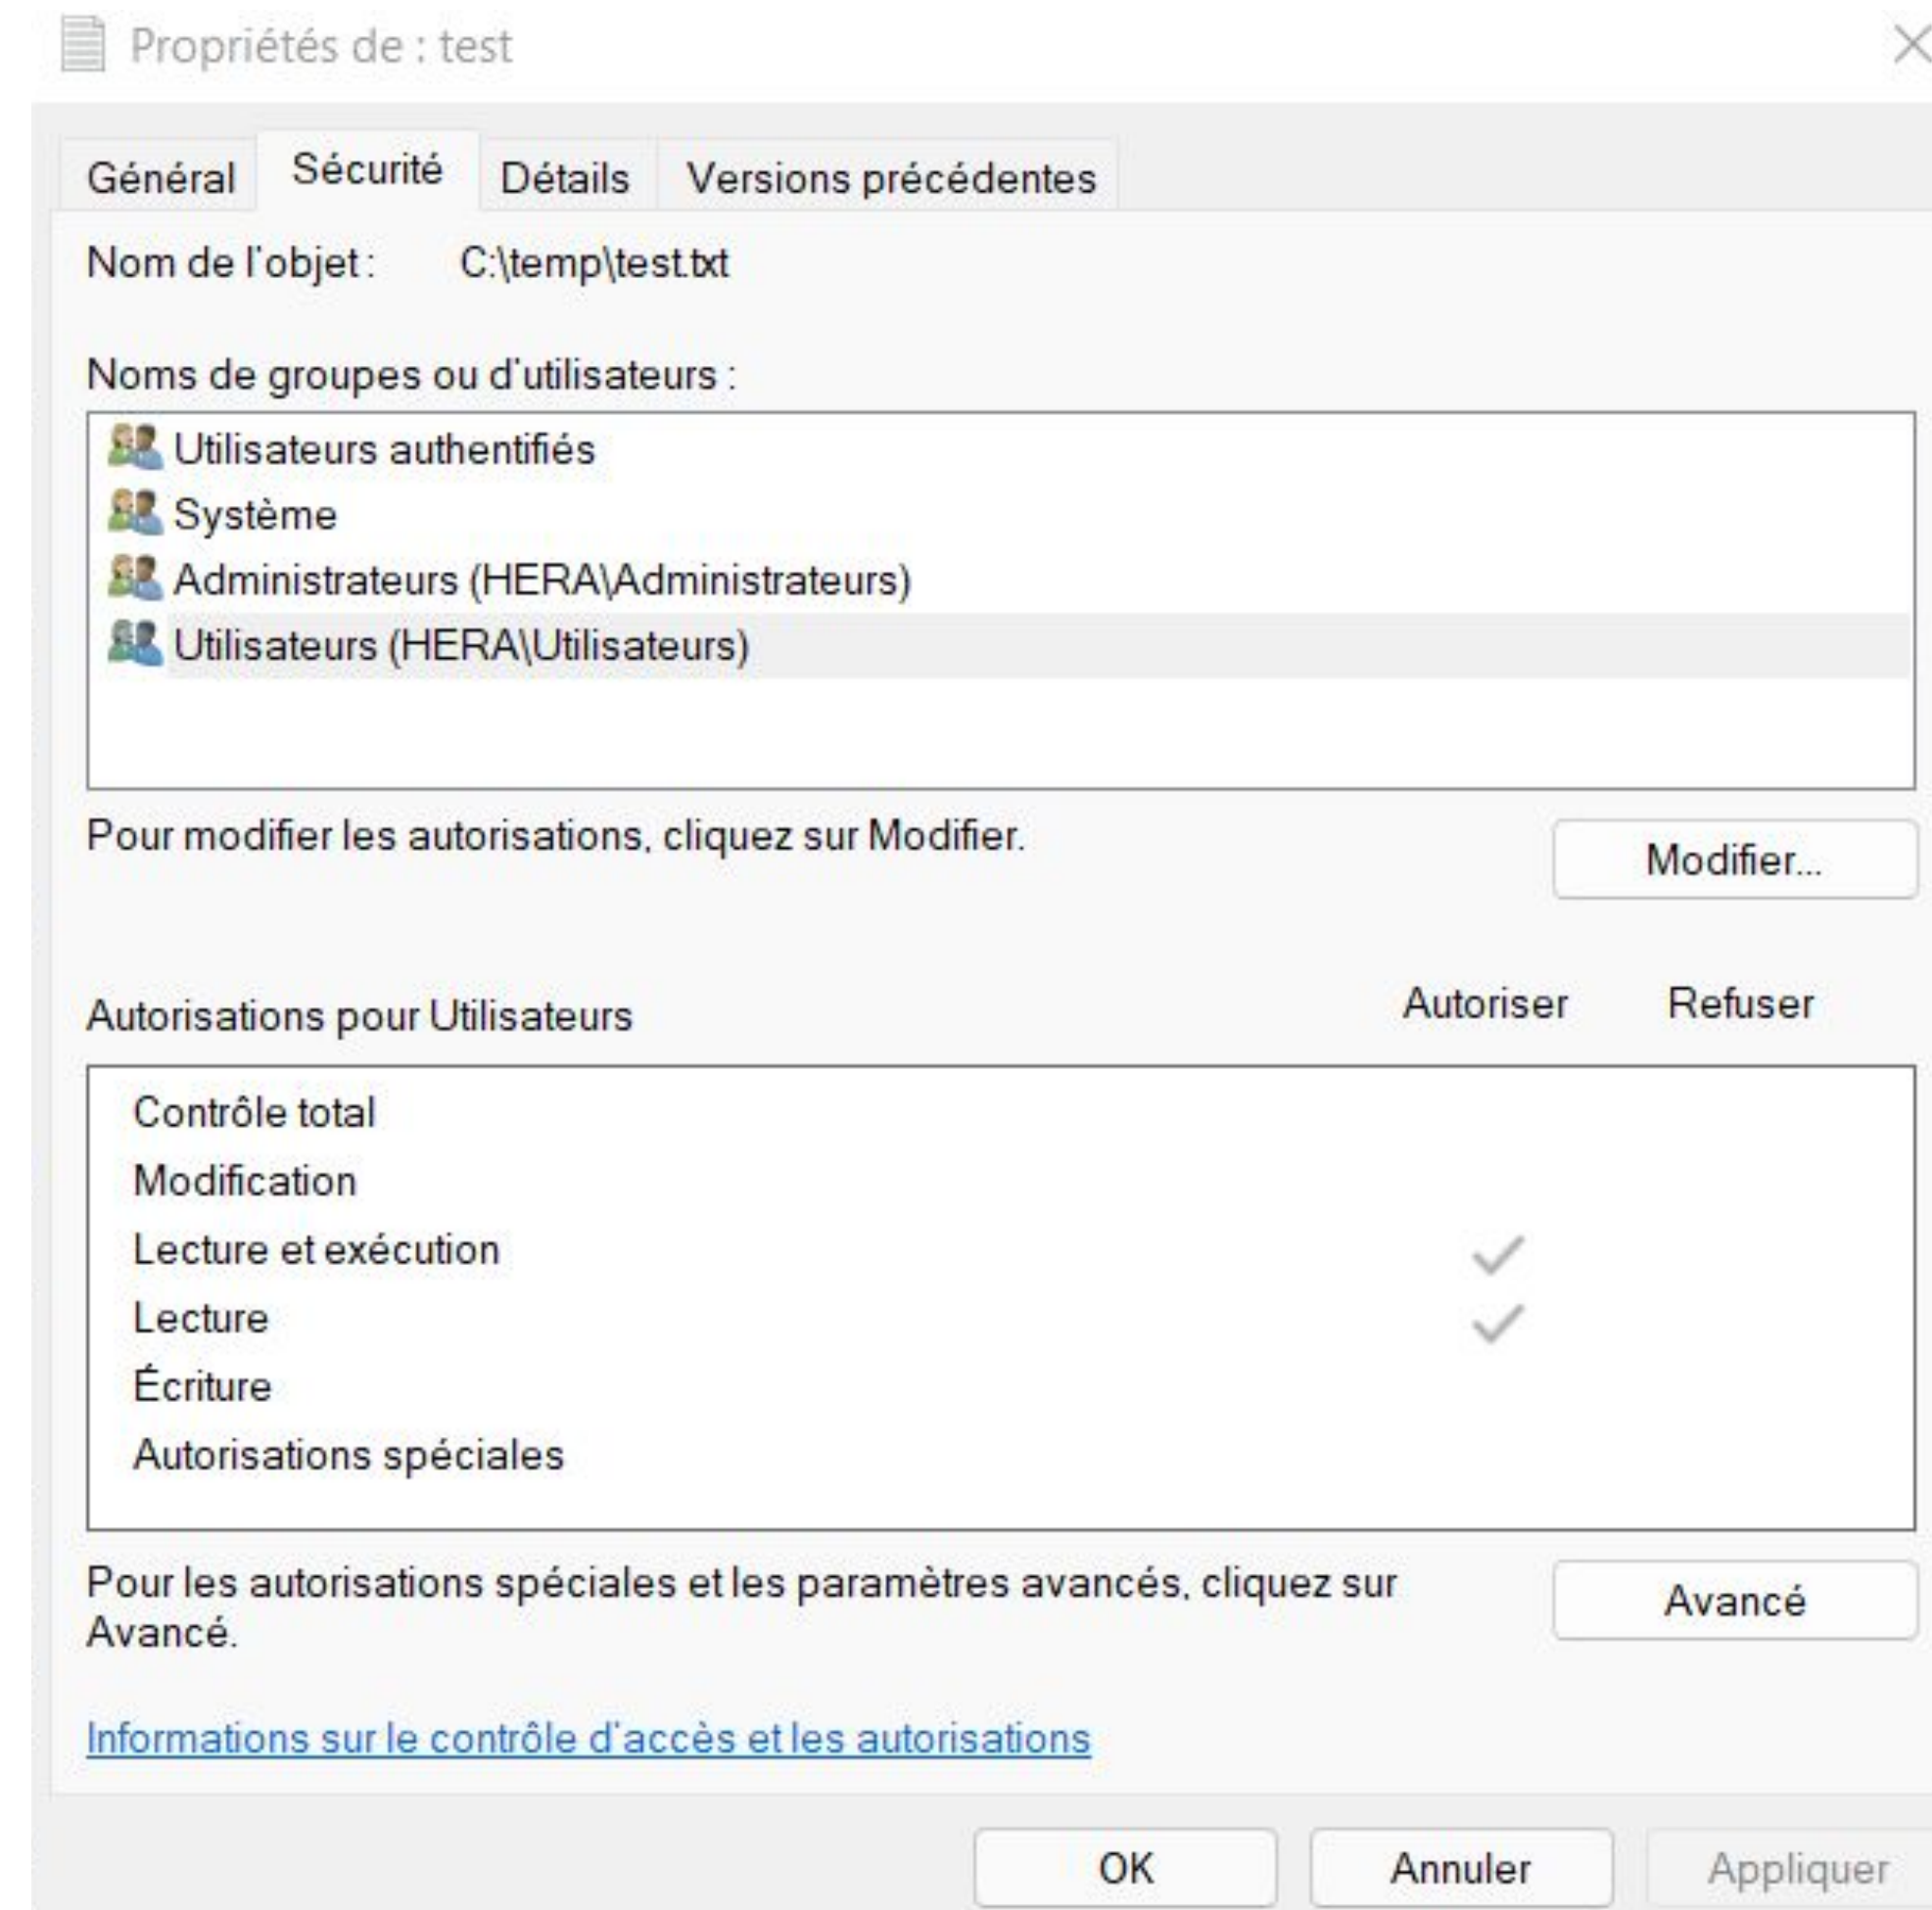 Propriétés de : test
Général Sécurité Détails Versions précédentes
Nom de l'objet : C:\temp\test.txt
Noms de groupes ou d'utilisateurs :
Utilisateurs authentifiés
Système
Administrateurs (HERA\Administrateurs)
Utilisateurs (HERA\Utilisateurs)
Pour modifier les autorisations, cliquez sur Modifier.
Modifier...
Autorisations pour Utilisateurs Autoriser Refuser
Contrôle total
Modification
Lecture et exécution
Lecture
Écriture
Autorisations spéciales
Pour les autorisations spéciales et les paramètres avancés, cliquez sur
Avancé.
Avancé
Informations sur le contrôle d'accès et les autorisations
OK Annuler Appliquer